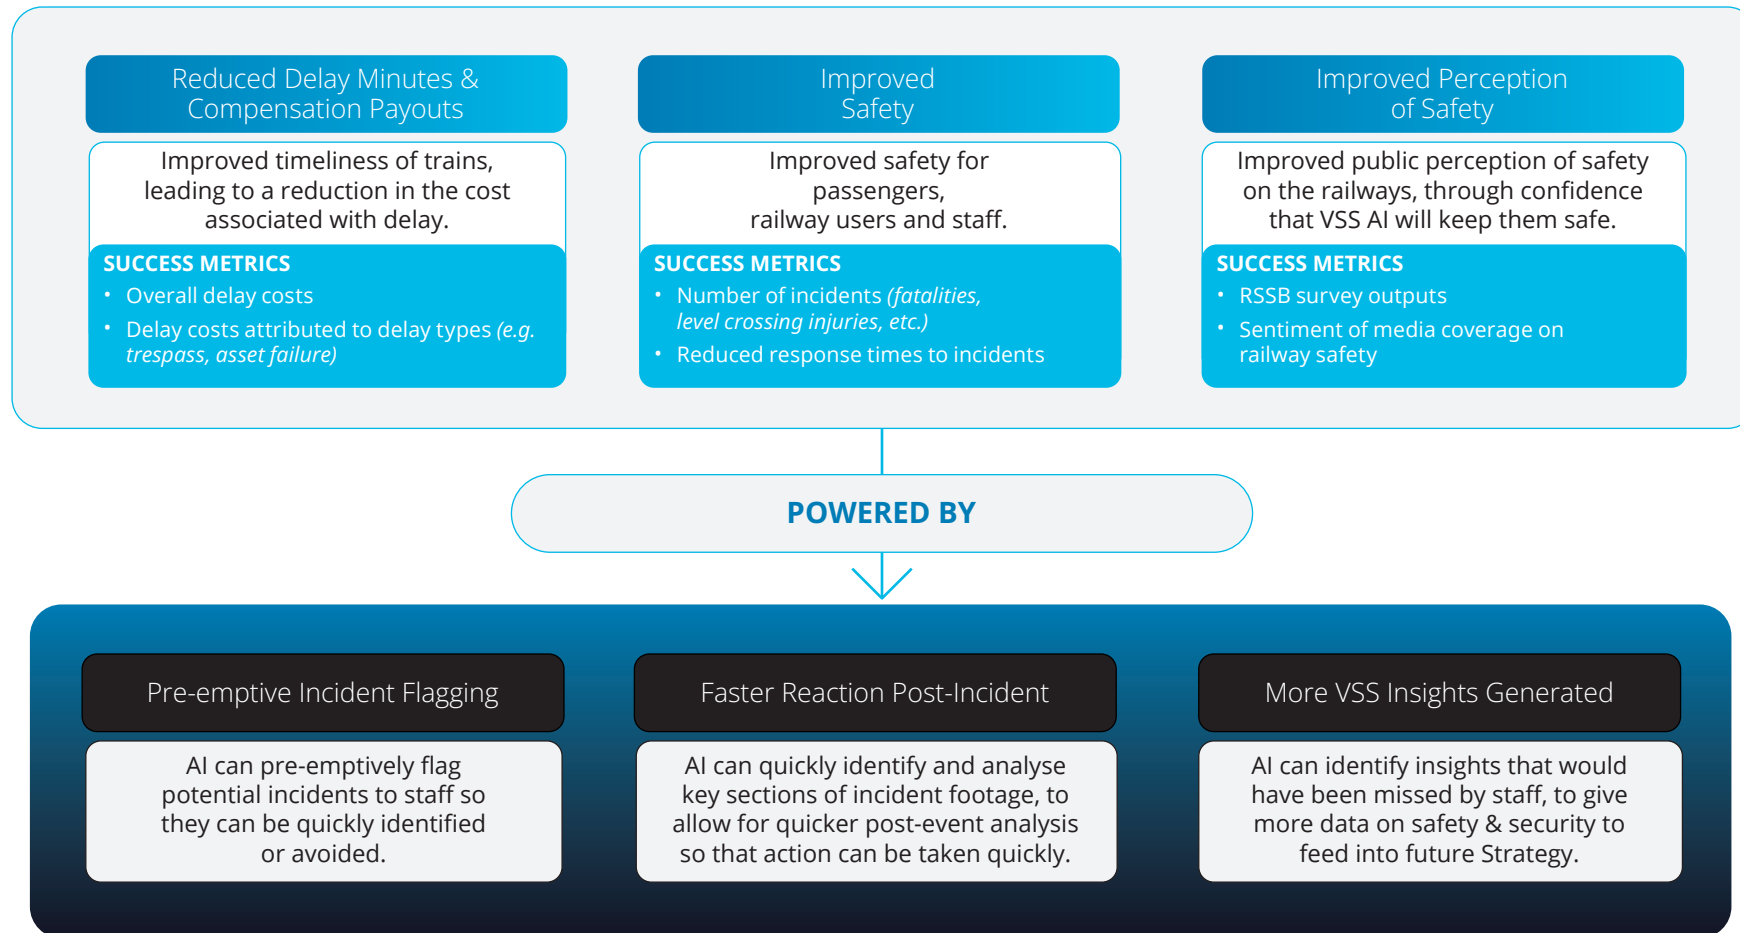 Reduced Delay Minutes &
Compensation Payouts
Improved timeliness of trains,
leading to a reduction in the cost
associated with delay.
SUCCESS METRICS
• Overall delay costs
• Delay costs attributed to delay types (e.g.
trespass, asset failure)
Improved
Safety
Improved safety for
passengers,
railway users and staff.
SUCCESS METRICS
• Number of incidents (fatalities,
level crossing injuries, etc.)
• Reduced response times to incidents
Improved Perception
of Safety
Improved public perception of safety
on the railways, through confidence
that VSS AI will keep them safe.
SUCCESS METRICS
• RSSB survey outputs
• Sentiment of media coverage on
railway safety
POWERED BY
Pre-emptive Incident Flagging
AI can pre-emptively flag
potential incidents to staff so
they can be quickly identified
or avoided.
Faster Reaction Post-Incident
AI can quickly identify and analyse
key sections of incident footage, to
allow for quicker post-event analysis
so that action can be taken quickly.
More VSS Insights Generated
AI can identify insights that would
have been missed by staff, to give
more data on safety & security to
feed into future Strategy.